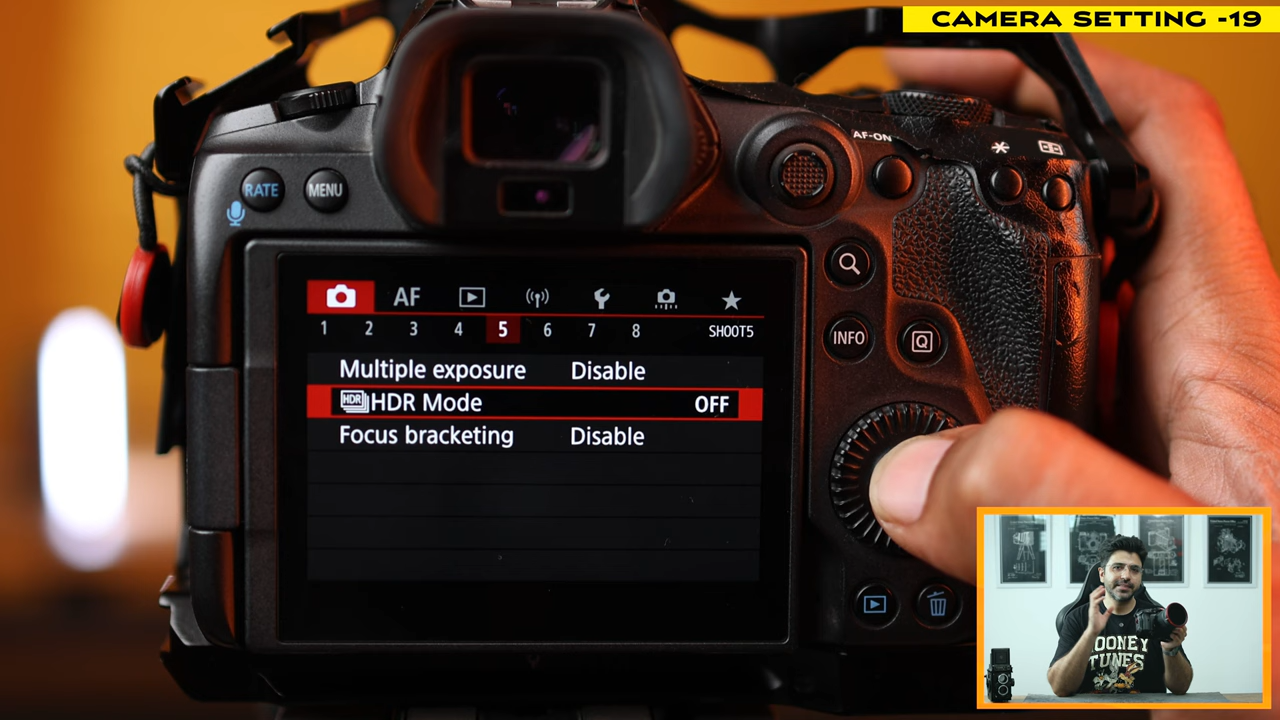 CAMERA SETTING -19
AF-ON
RATE
MENU
INFO
Q
AF
1 2 3 4 5 6 7 8 SHOOT5
Multiple exposure Disable
HDR HDR Mode OFF
Focus bracketing Disable
LOONEY
TUNES